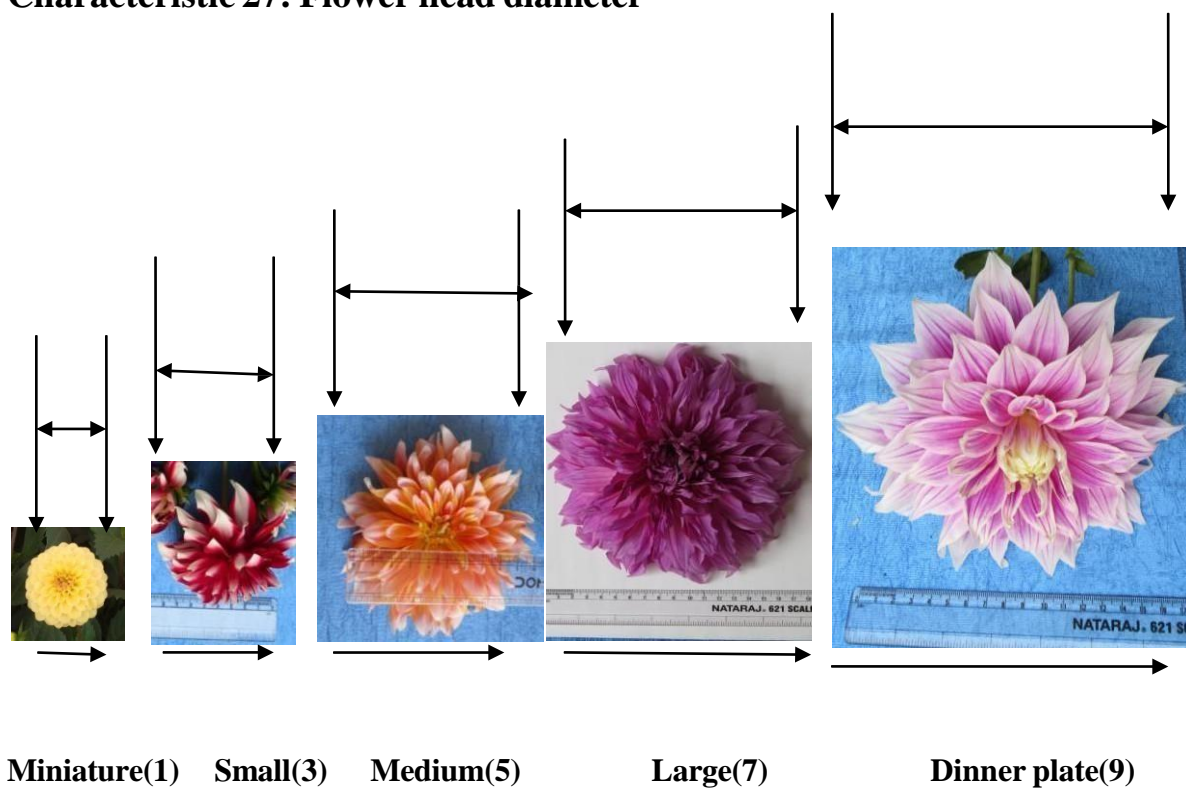 Characteristic 27: Flower head diameter
NATARAJ. 621 SCAL
NATARAJ. 621 S
Miniature(1) Small(3) Medium(5) Large(7) Dinner plate(9)